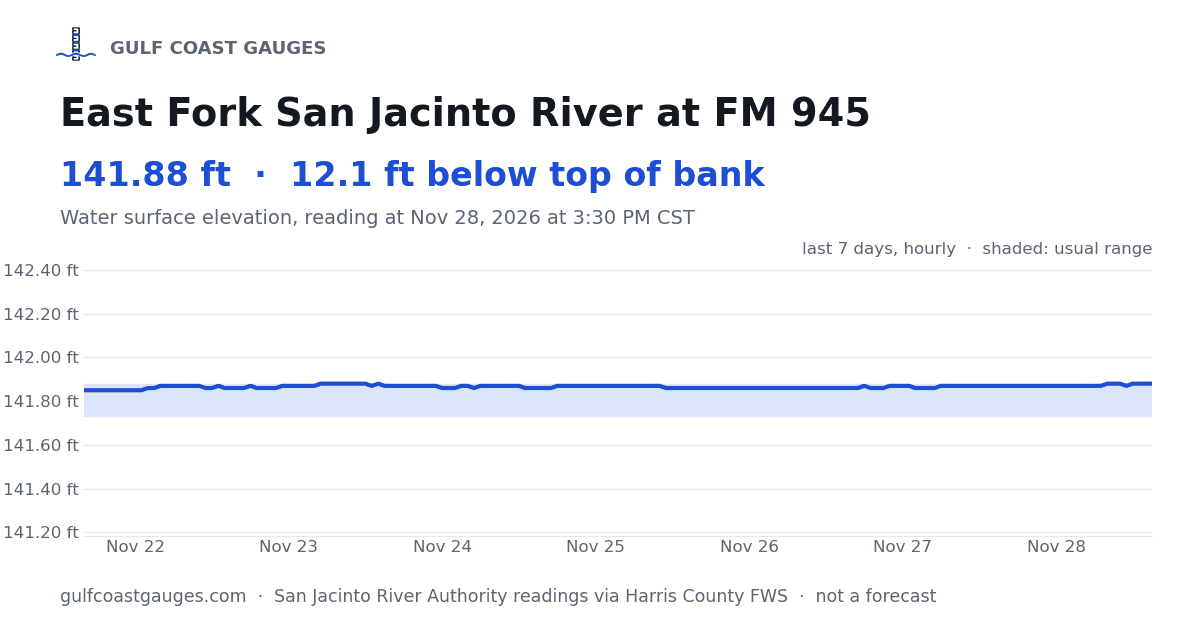 GULF COAST GAUGES
East Fork San Jacinto River at FM 945
141.88 ft · 12.1 ft below top of bank
Water surface elevation, reading at Nov 28, 2026 at 3:30 PM CST
last 7 days, hourly · shaded: usual range
142.40 ft
142.20 ft
142.00 ft
141.80 ft
141.60 ft
141.40 ft
141.20 ft
Nov 22 Nov 23 Nov 24 Nov 25 Nov 26 Nov 27 Nov 28
gulfcoastgauges.com · San Jacinto River Authority readings via Harris County FWS · not a forecast